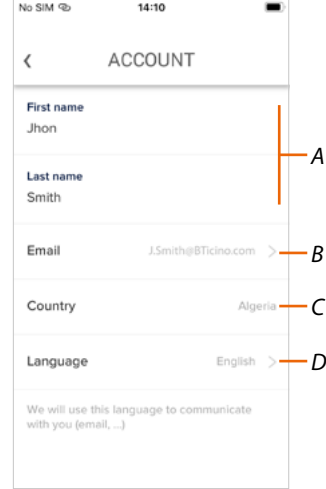 No SIM 14:10
ACCOUNT
First name
Jhon
A
Last name
Smith
Email J.Smith@BTicino.com B
Country Algeria C
Language English D
We will use this language to communicate
with you (email, ...)